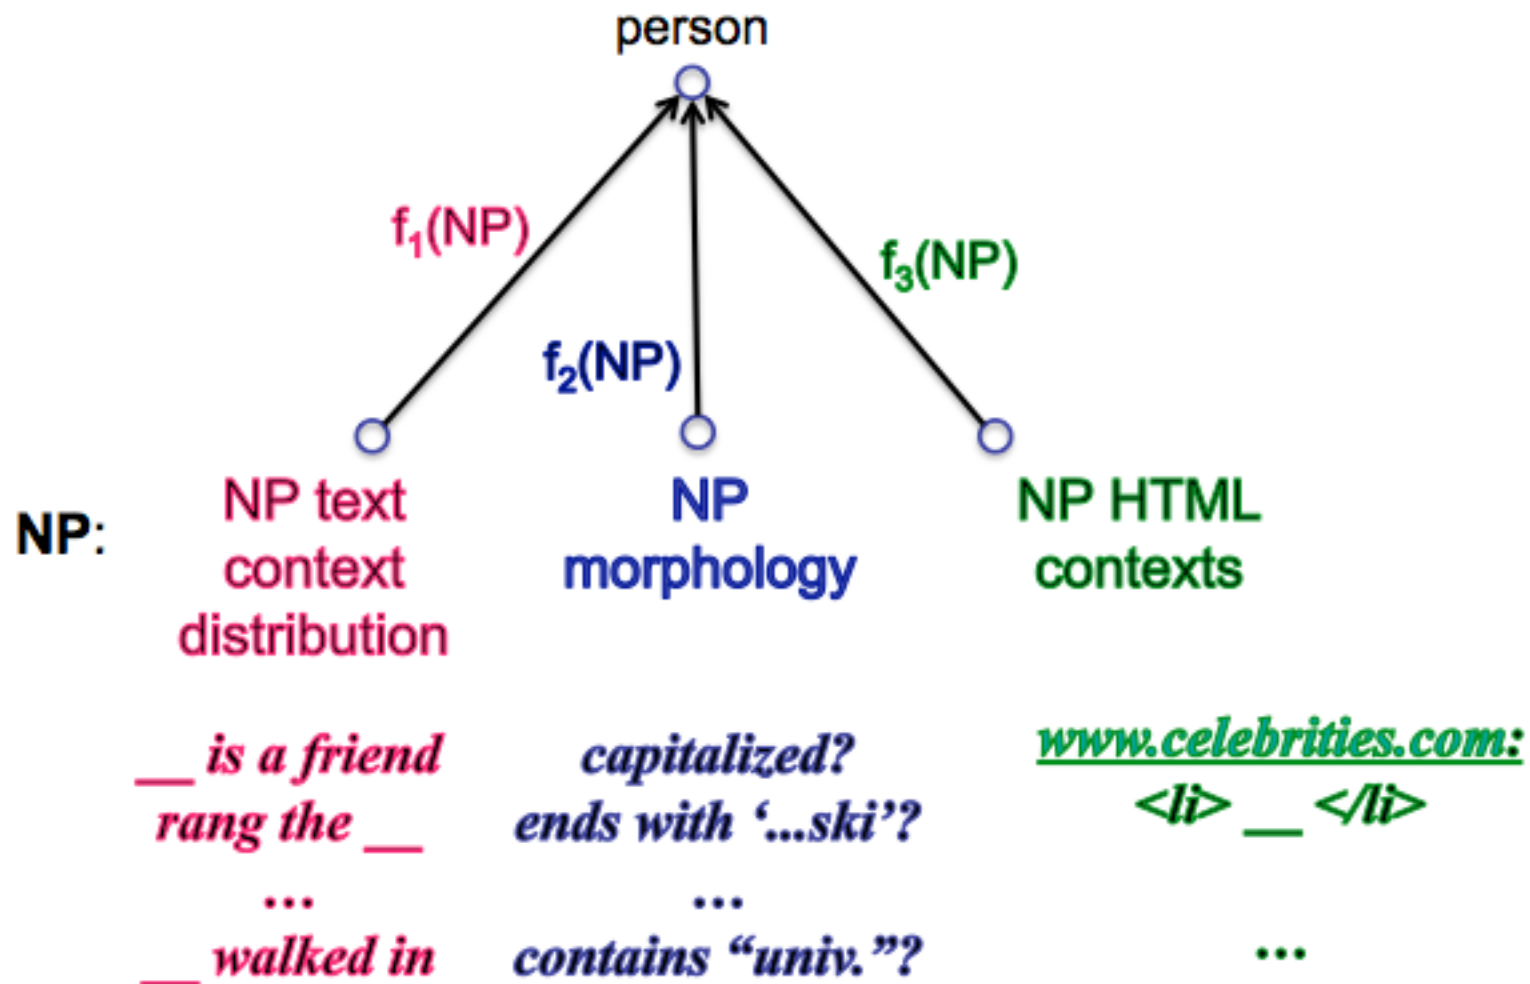 person
f₁(NP)
f₃(NP)
f₂(NP)
NP:
NP text
context
distribution
NP
morphology
NP HTML
contexts
__ is a friend
rang the __
...
__ walked in
capitalized?
ends with ‘...ski’?
...
contains “univ.”?
www.celebrities.com:
<li> __ </li>
...